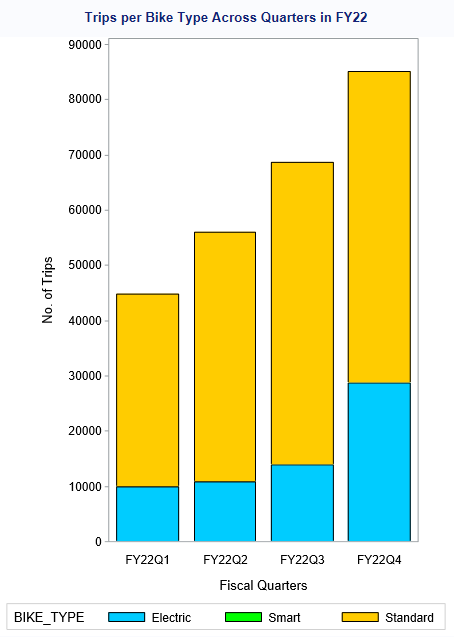 Trips per Bike Type Across Quarters in FY22
90000
80000
70000
60000
50000
40000
30000
20000
10000
0
No. of Trips
FY22Q1 FY22Q2 FY22Q3 FY22Q4
Fiscal Quarters
BIKE_TYPE Electric Smart Standard